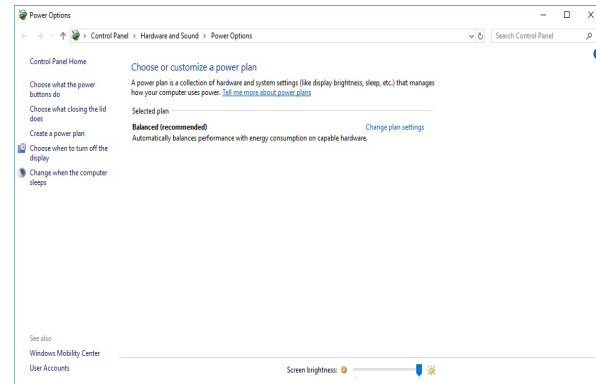 Power Options
Control Panel › Hardware and Sound › Power Options
Search Control Panel
Control Panel Home
Choose what the power
buttons do
Choose what closing the lid
does
Create a power plan
Choose when to turn off the
display
Change when the computer
sleeps
Choose or customize a power plan
A power plan is a collection of hardware and system settings (like display brightness, sleep, etc.) that manages
how your computer uses power. Tell me more about power plans
Selected plan
Balanced (recommended) Change plan settings
Automatically balances performance with energy consumption on capable hardware.
See also
Windows Mobility Center
User Accounts
Screen brightness: